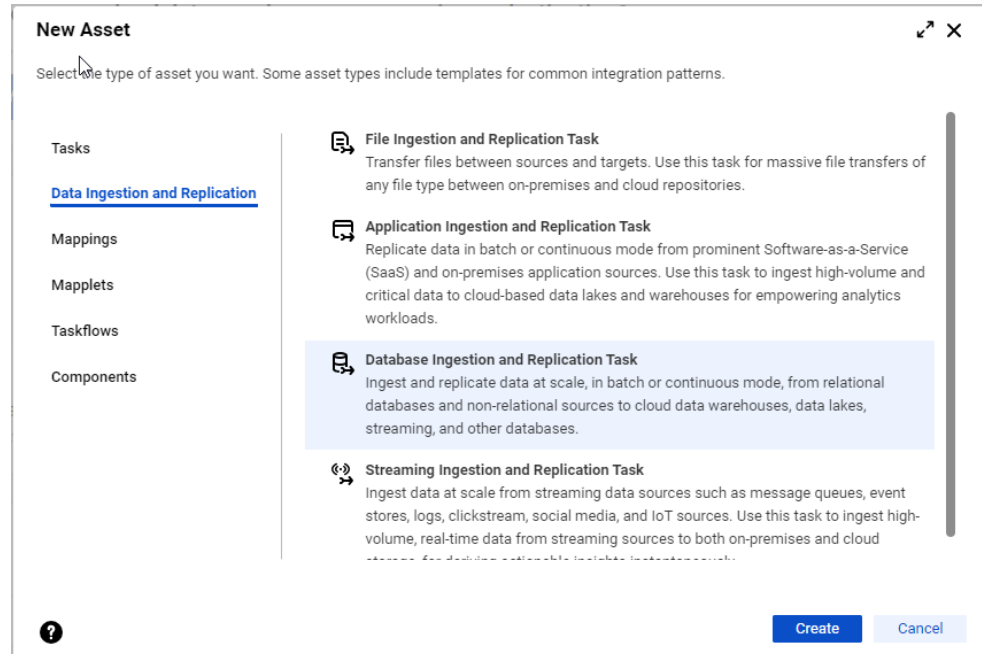 New Asset
Select the type of asset you want. Some asset types include templates for common integration patterns.
Tasks
Data Ingestion and Replication
Mappings
Mapplets
Taskflows
Components
File Ingestion and Replication Task
Transfer files between sources and targets. Use this task for massive file transfers of
any file type between on-premises and cloud repositories.
Application Ingestion and Replication Task
Replicate data in batch or continuous mode from prominent Software-as-a-Service
(SaaS) and on-premises application sources. Use this task to ingest high-volume and
critical data to cloud-based data lakes and warehouses for empowering analytics
workloads.
Database Ingestion and Replication Task
Ingest and replicate data at scale, in batch or continuous mode, from relational
databases and non-relational sources to cloud data warehouses, data lakes,
streaming, and other databases.
Streaming Ingestion and Replication Task
Ingest data at scale from streaming data sources such as message queues, event
stores, logs, clickstream, social media, and IoT sources. Use this task to ingest high-
volume, real-time data from streaming sources to both on-premises and cloud
storage, for deriving actionable insights instantaneously.
?
Create
Cancel